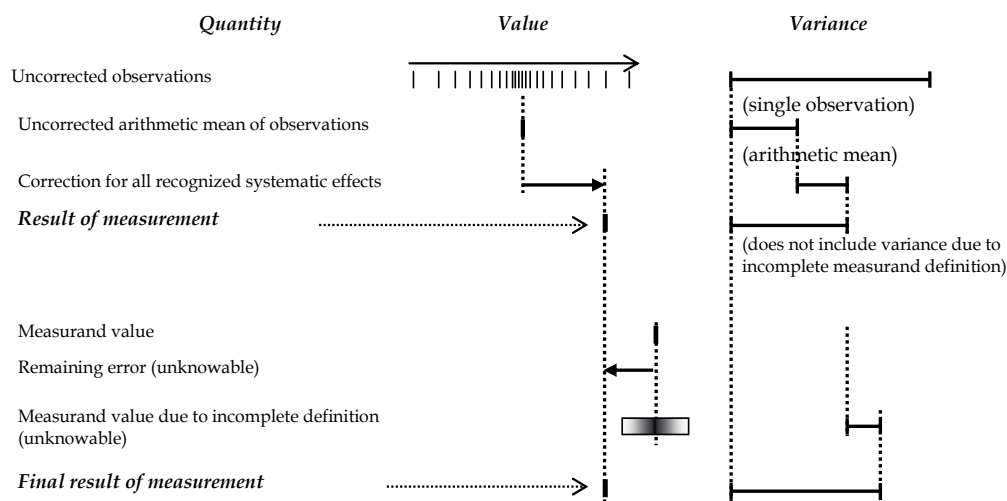 Quantity Value Variance
Uncorrected observations
(single observation)
Uncorrected arithmetic mean of observations
(arithmetic mean)
Correction for all recognized systematic effects
Result of measurement
(does not include variance due to
incomplete measurand definition)
Measurand value
Remaining error (unknowable)
Measurand value due to incomplete definition
(unknowable)
Final result of measurement